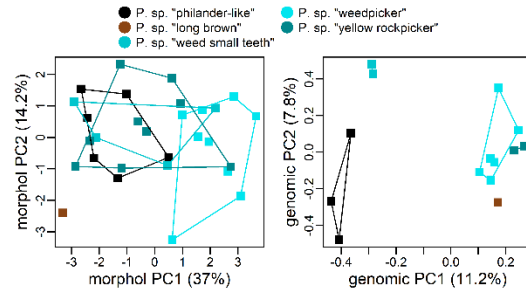 P. sp. "philander-like"
P. sp. "long brown"
P. sp. "weed small teeth"
P. sp. "weedpicker"
P. sp. "yellow rockpicker"
morphol PC2 (14.2%)
2
1
0
-1
-2
-3
-3 -2 -1 0 1 2 3
morphol PC1 (37%)
genomic PC2 (7.8%)
0.4
0.2
0.0
-0.2
-0.4
-0.4 -0.2 0.0 0.2
genomic PC1 (11.2%)